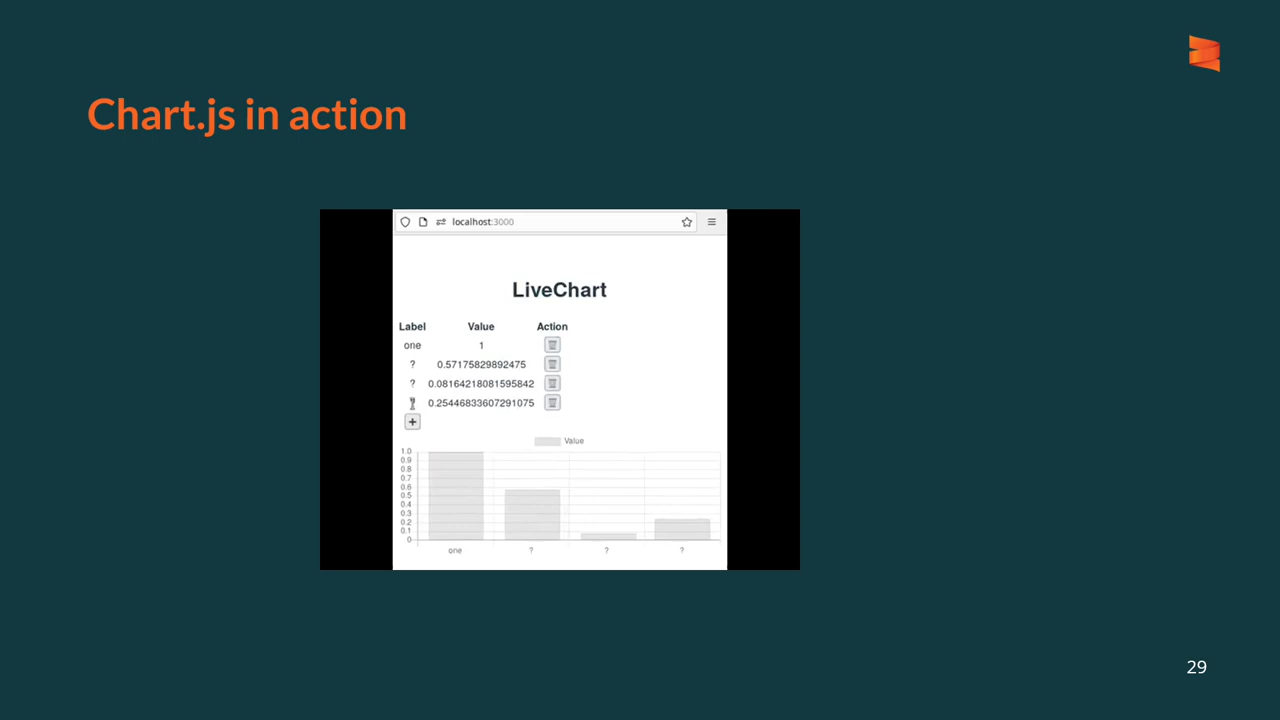 Chart.js in action
localhost:3000
LiveChart
Label Value Action
one 1
? 0.57175829892475
? 0.08164218081595842
? 0.25446833607291075
+
Value
1.0
0.9
0.8
0.7
0.6
0.5
0.4
0.3
0.2
0.1
0
one ? ? ?
29